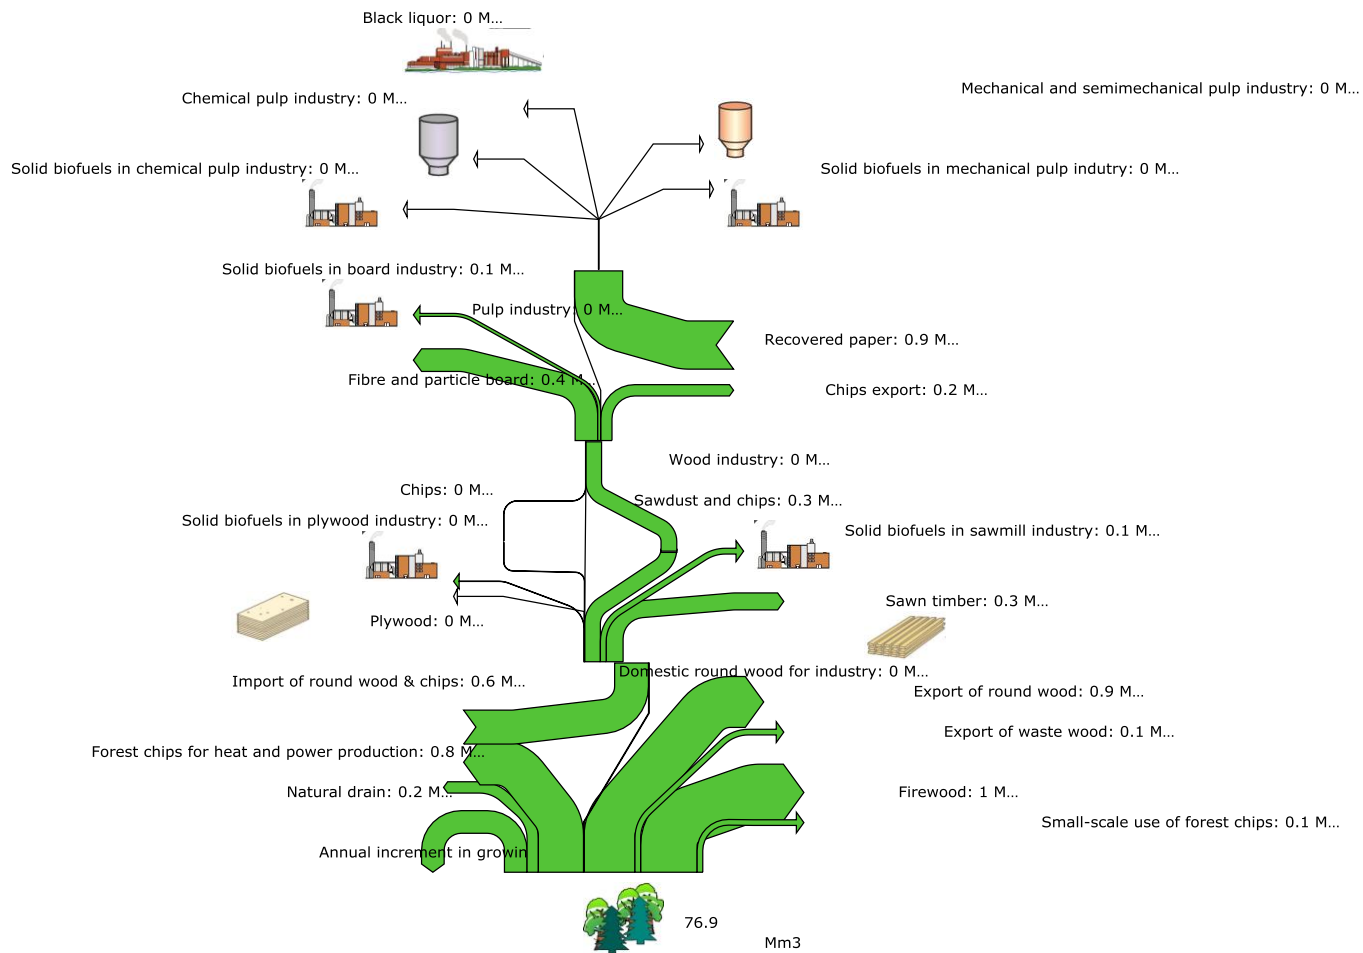 Black liquor: 0 M...
Mechanical and semimechanical pulp industry: 0 M...
Chemical pulp industry: 0 M...
Solid biofuels in chemical pulp industry: 0 M...
Solid biofuels in mechanical pulp indutry: 0 M...
Solid biofuels in board industry: 0.1 M...
Pulp industry: 0 M...
Recovered paper: 0.9 M...
Fibre and particle board: 0.4 M...
Chips export: 0.2 M...
Wood industry: 0 M...
Chips: 0 M...
Sawdust and chips: 0.3 M...
Solid biofuels in plywood industry: 0 M...
Solid biofuels in sawmill industry: 0.1 M...
Sawn timber: 0.3 M...
Plywood: 0 M...
Domestic round wood for industry: 0 M...
Import of round wood & chips: 0.6 M...
Export of round wood: 0.9 M...
Export of waste wood: 0.1 M...
Forest chips for heat and power production: 0.8 M...
Natural drain: 0.2 M...
Firewood: 1 M...
Small-scale use of forest chips: 0.1 M...
Annual increment in growin
76.9
Mm3